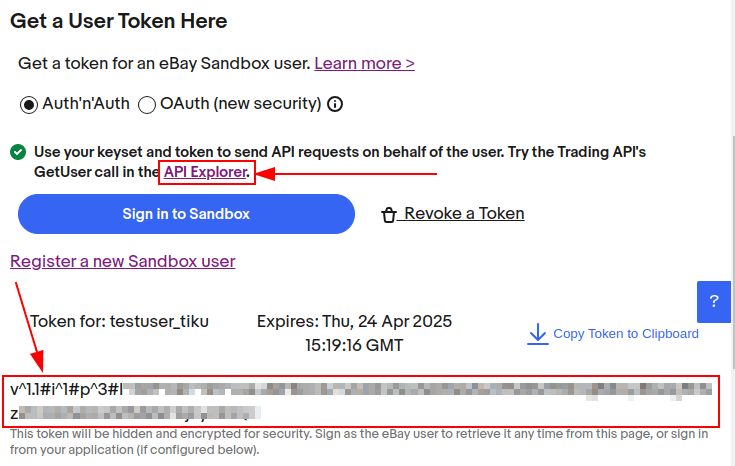 Get a User Token Here
Get a token for an eBay Sandbox user. Learn more >
Auth'n'Auth OAuth (new security)
Use your keyset and token to send API requests on behalf of the user. Try the Trading API's
GetUser call in the API Explorer.
Sign in to Sandbox
Revoke a Token
Register a new Sandbox user
?
Token for: testuser_tiku
Expires: Thu, 24 Apr 2025
15:19:16 GMT
Copy Token to Clipboard
v^1.1#i^1#p^3#I
z
This token will be hidden and encrypted for security. Sign as the eBay user to retrieve it any time from this page, or sign in
from your application (if configured below).